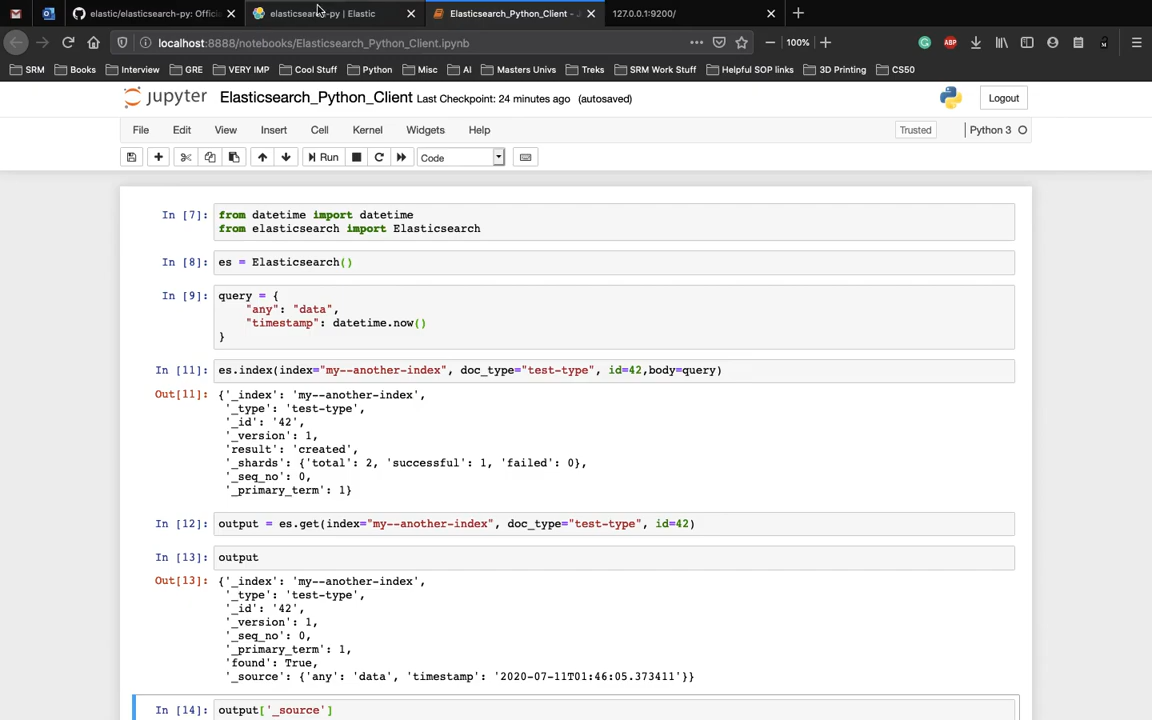 elastic/elasticsearch-py: Offici
elasticsearch-py | Elastic
Elasticsearch_Python_Client - J
127.0.0.1:9200/
localhost:8888/notebooks/Elasticsearch_Python_Client.ipynb
100%
ABP
SRM Books Interview GRE VERY IMP Cool Stuff Python Misc AI Masters Univs Treks SRM Work Stuff Helpful SOP links 3D Printing CS50
jupyter Elasticsearch_Python_Client Last Checkpoint: 24 minutes ago (autosaved) Logout
File Edit View Insert Cell Kernel Widgets Help Trusted Python 3
Run Code
In [7]: from datetime import datetime
from elasticsearch import Elasticsearch
In [8]: es = Elasticsearch()
In [9]: query = {
"any": "data",
"timestamp": datetime.now()
}
In [11]: es.index(index="my--another-index", doc_type="test-type", id=42,body=query)
Out[11]: {'_index': 'my--another-index',
'_type': 'test-type',
'_id': '42',
'_version': 1,
'result': 'created',
'_shards': {'total': 2, 'successful': 1, 'failed': 0},
'_seq_no': 0,
'_primary_term': 1}
In [12]: output = es.get(index="my--another-index", doc_type="test-type", id=42)
In [13]: output
Out[13]: {'_index': 'my--another-index',
'_type': 'test-type',
'_id': '42',
'_version': 1,
'_seq_no': 0,
'_primary_term': 1,
'found': True,
'_source': {'any': 'data', 'timestamp': '2020-07-11T01:46:05.373411'}}
In [14]: output['_source']